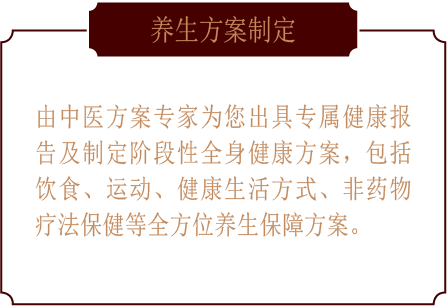 养生方案制定
由中医方案专家为您出具专属健康报
告及制定阶段性全身健康方案，包括
饮食、运动、健康生活方式、非药物
疗法保健等全方位养生保障方案。